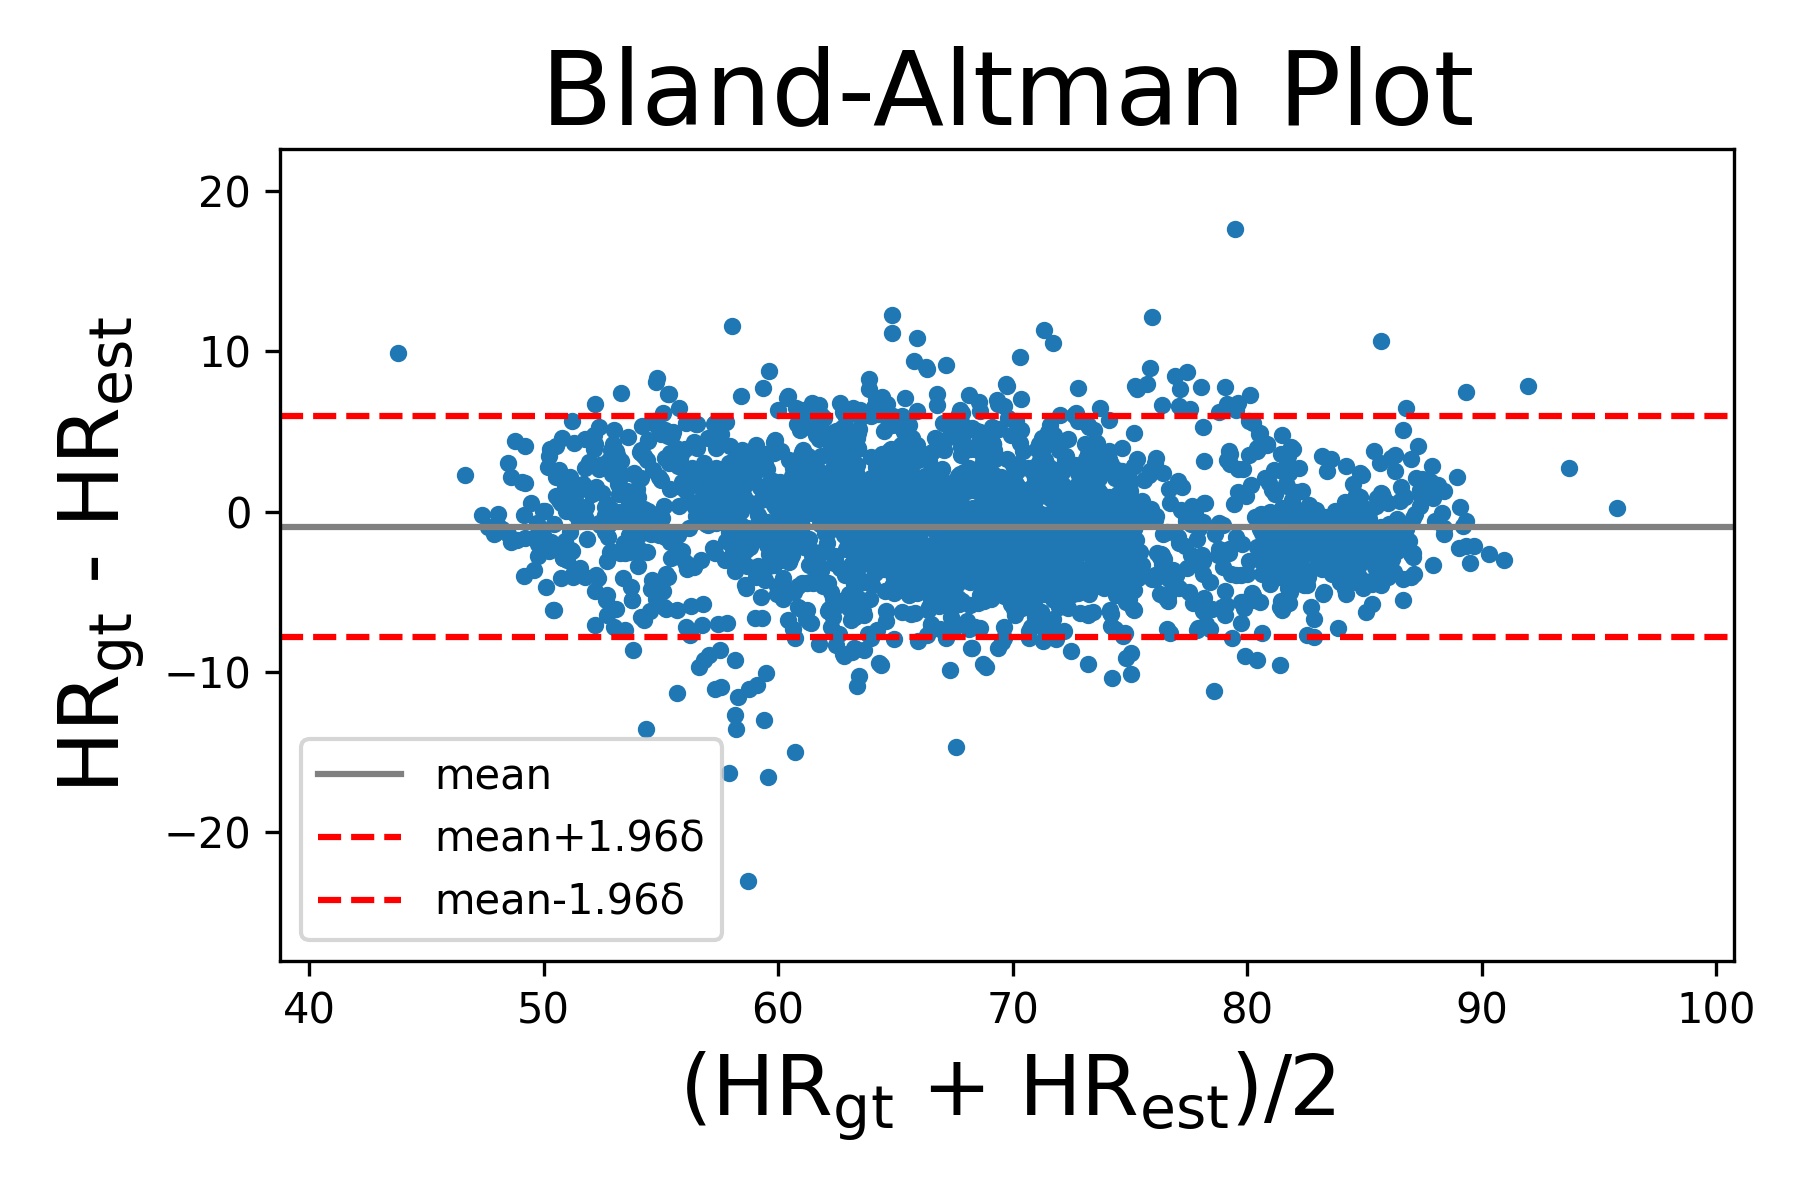 Bland-Altman Plot
HRgt - HRest
20
10
0
−10
−20
mean
mean+1.96δ
mean-1.96δ
40 50 60 70 80 90 100
(HRgt + HRest)/2